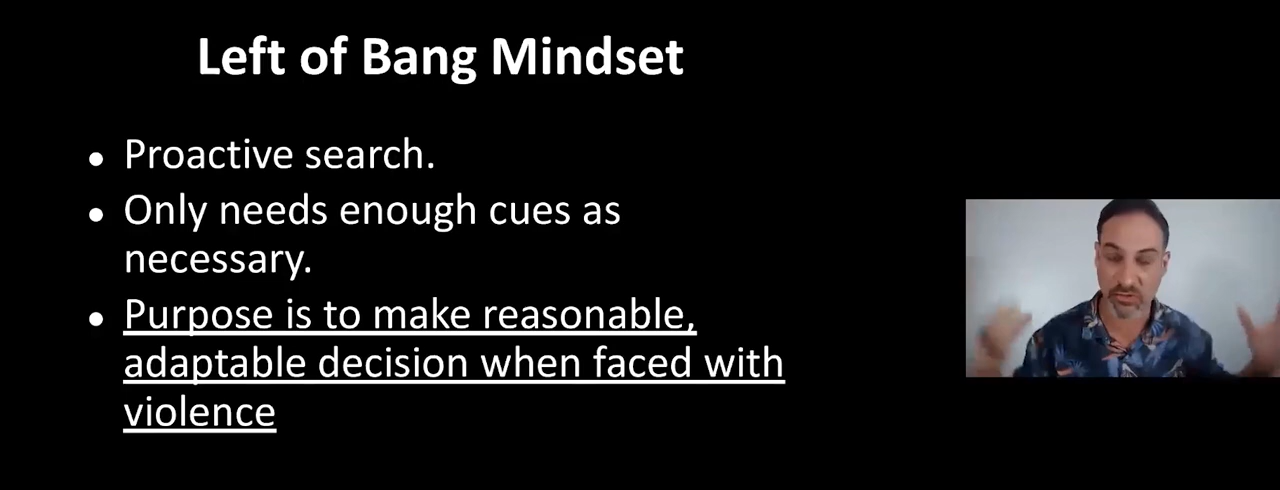 Left of Bang Mindset
● Proactive search.
● Only needs enough cues as
necessary.
● Purpose is to make reasonable,
adaptable decision when faced with
violence